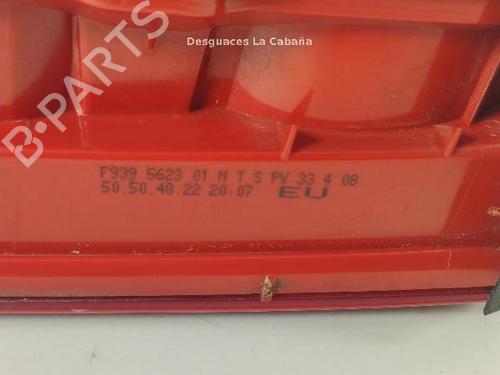 Desguaces La Cabaña
B-PARTS
F939 5623 01 N T S PV 33 4 08
50.50.48.22 20:07 EU